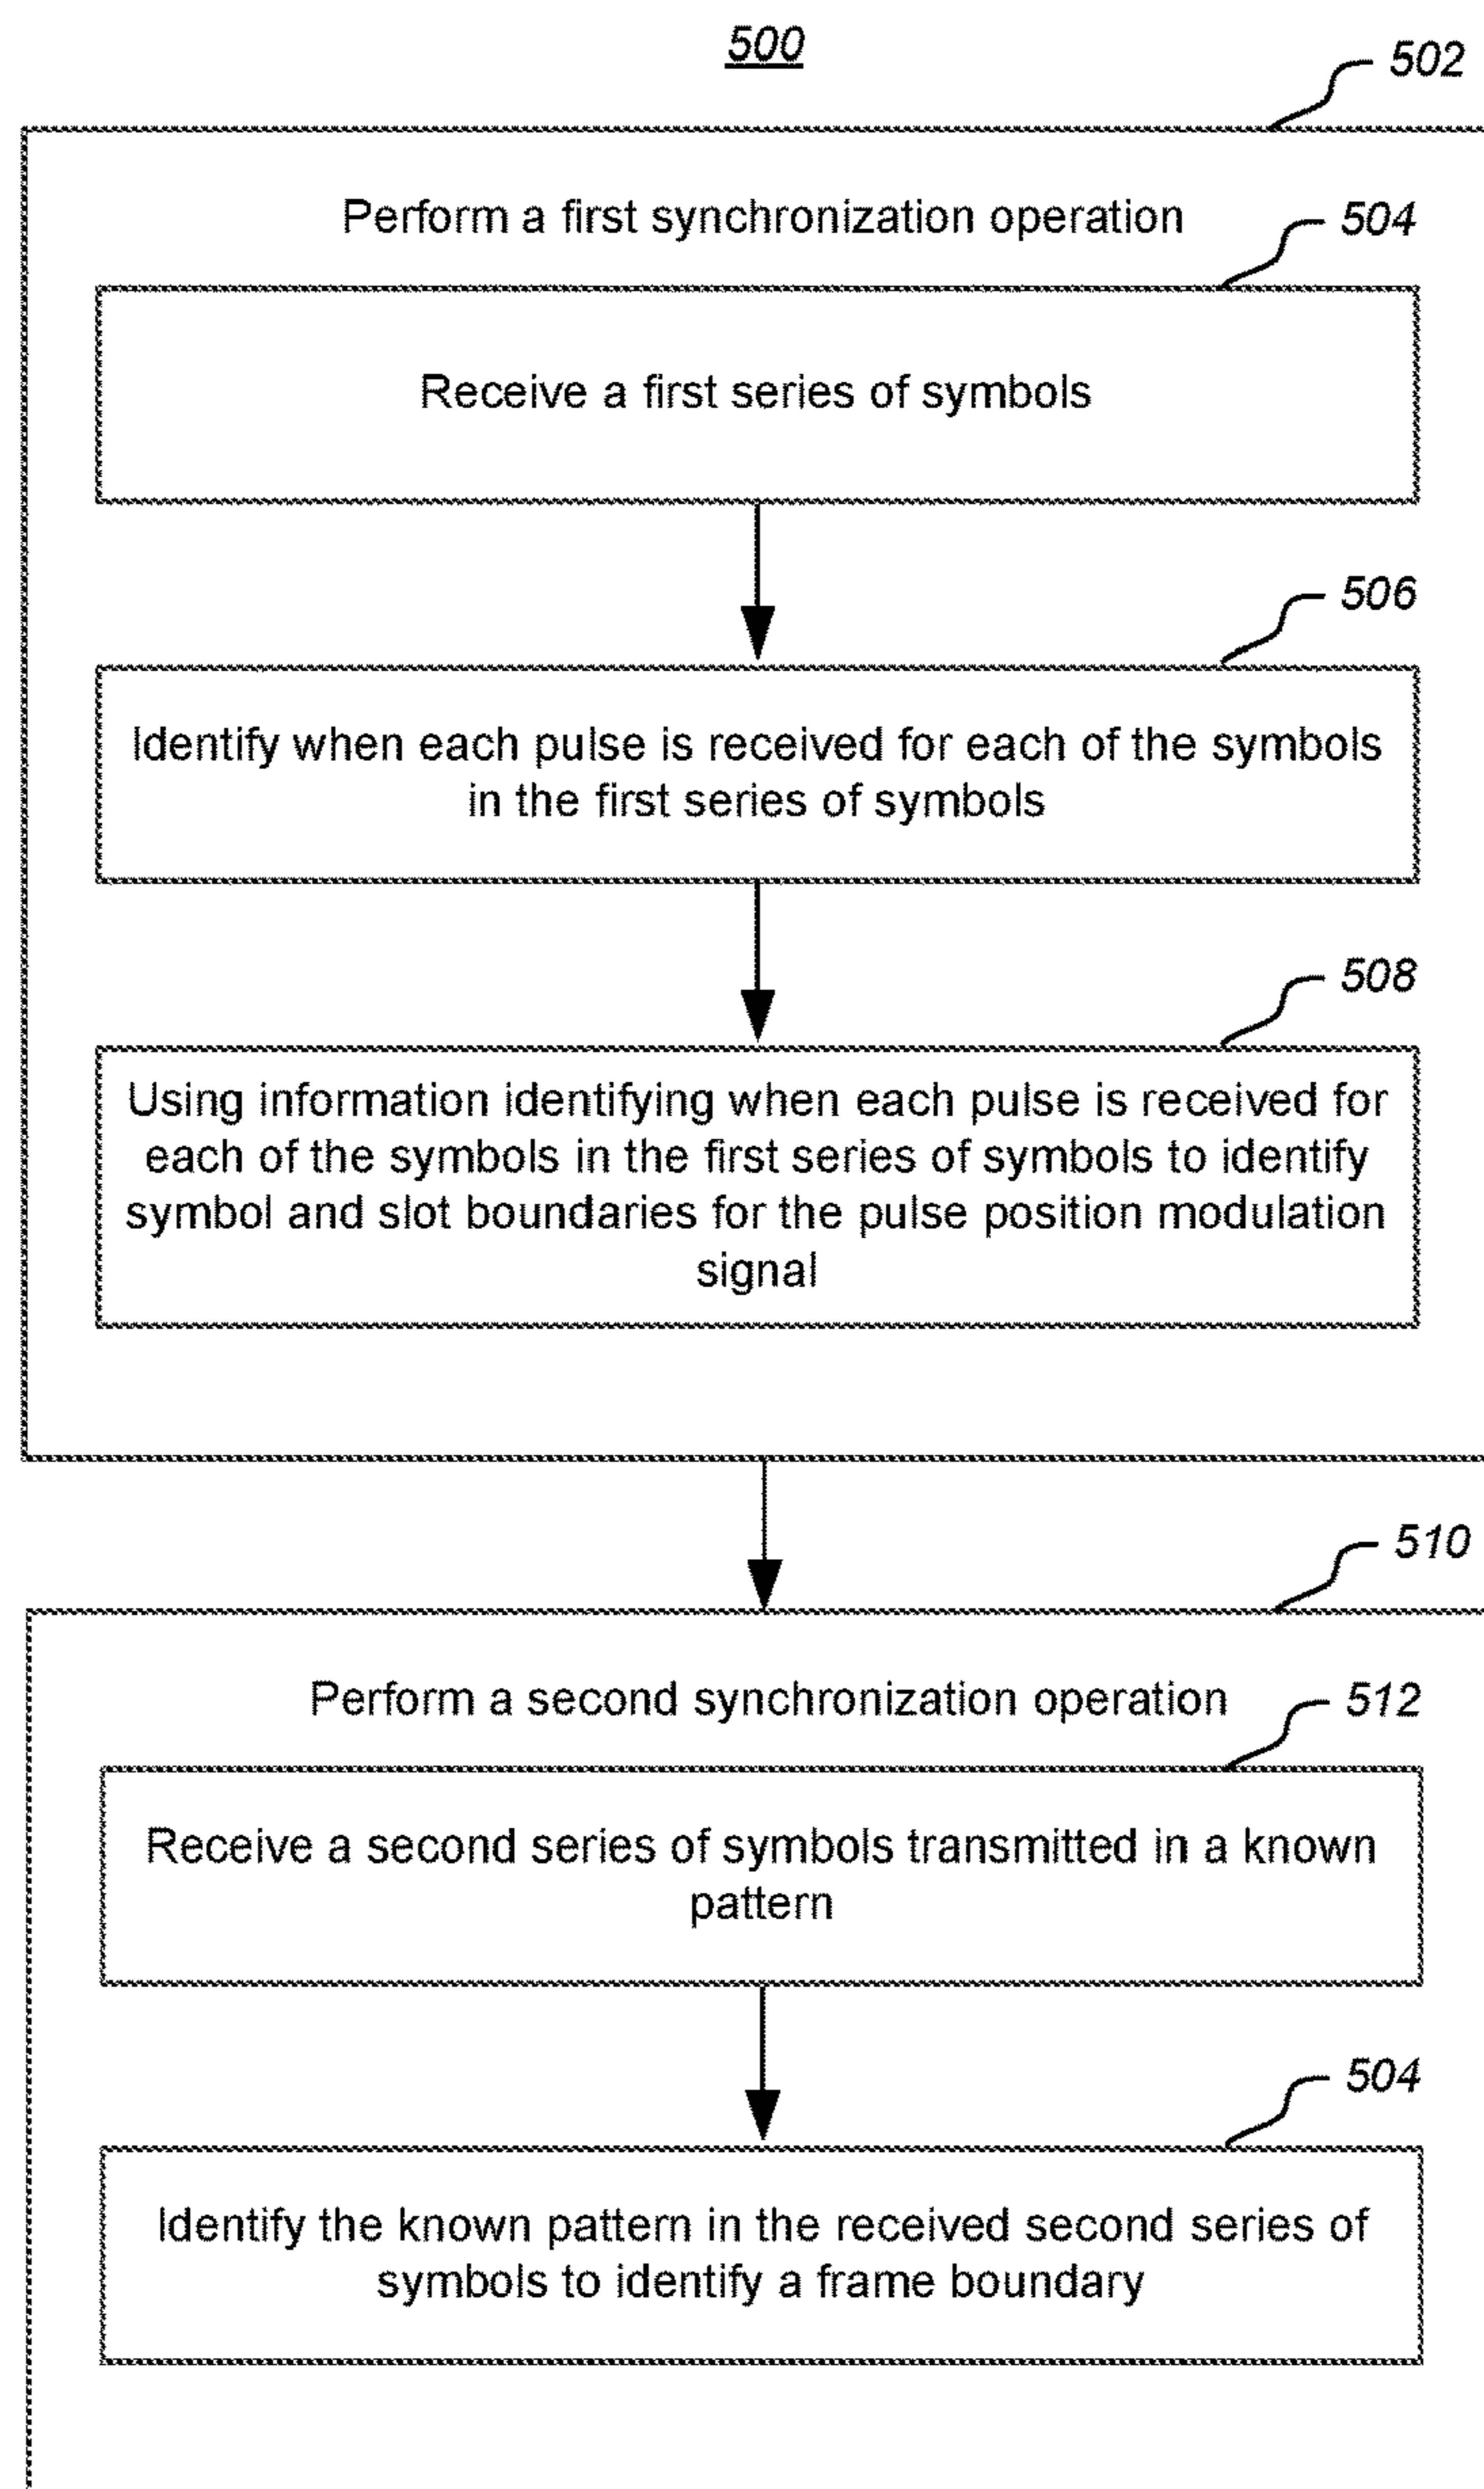 500
502
Perform a first synchronization operation
504
Receive a first series of symbols
506
Identify when each pulse is received for each of the symbols
in the first series of symbols
508
Using information identifying when each pulse is received for
each of the symbols in the first series of symbols to identify
symbol and slot boundaries for the pulse position modulation
signal
510
Perform a second synchronization operation
512
Receive a second series of symbols transmitted in a known
pattern
504
Identify the known pattern in the received second series of
symbols to identify a frame boundary